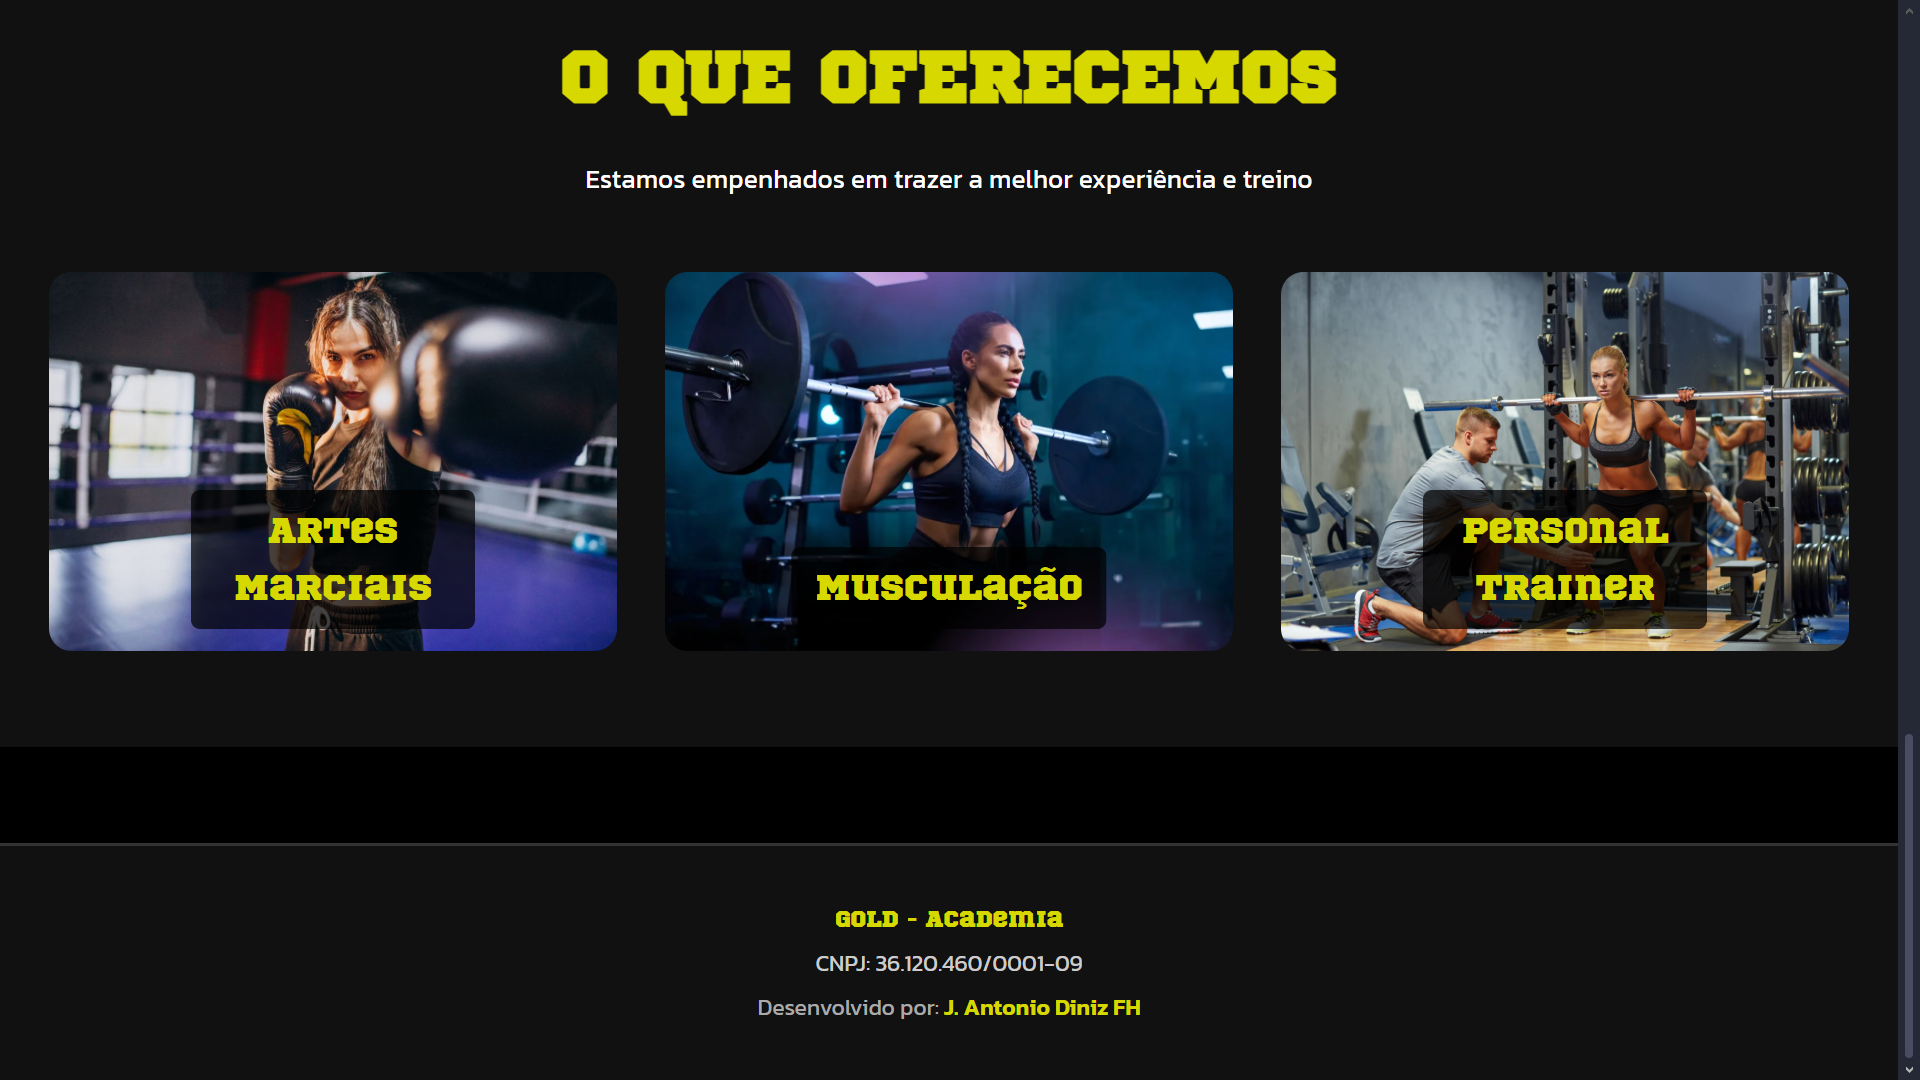 O QUE OFERECEMOS
Estamos empenhados em trazer a melhor experiência e treino
Artes
Marciais
Musculação
Personal
Trainer
GOLD - Academia
CNPJ: 36.120.460/0001-09
Desenvolvido por: J. Antonio Diniz FH